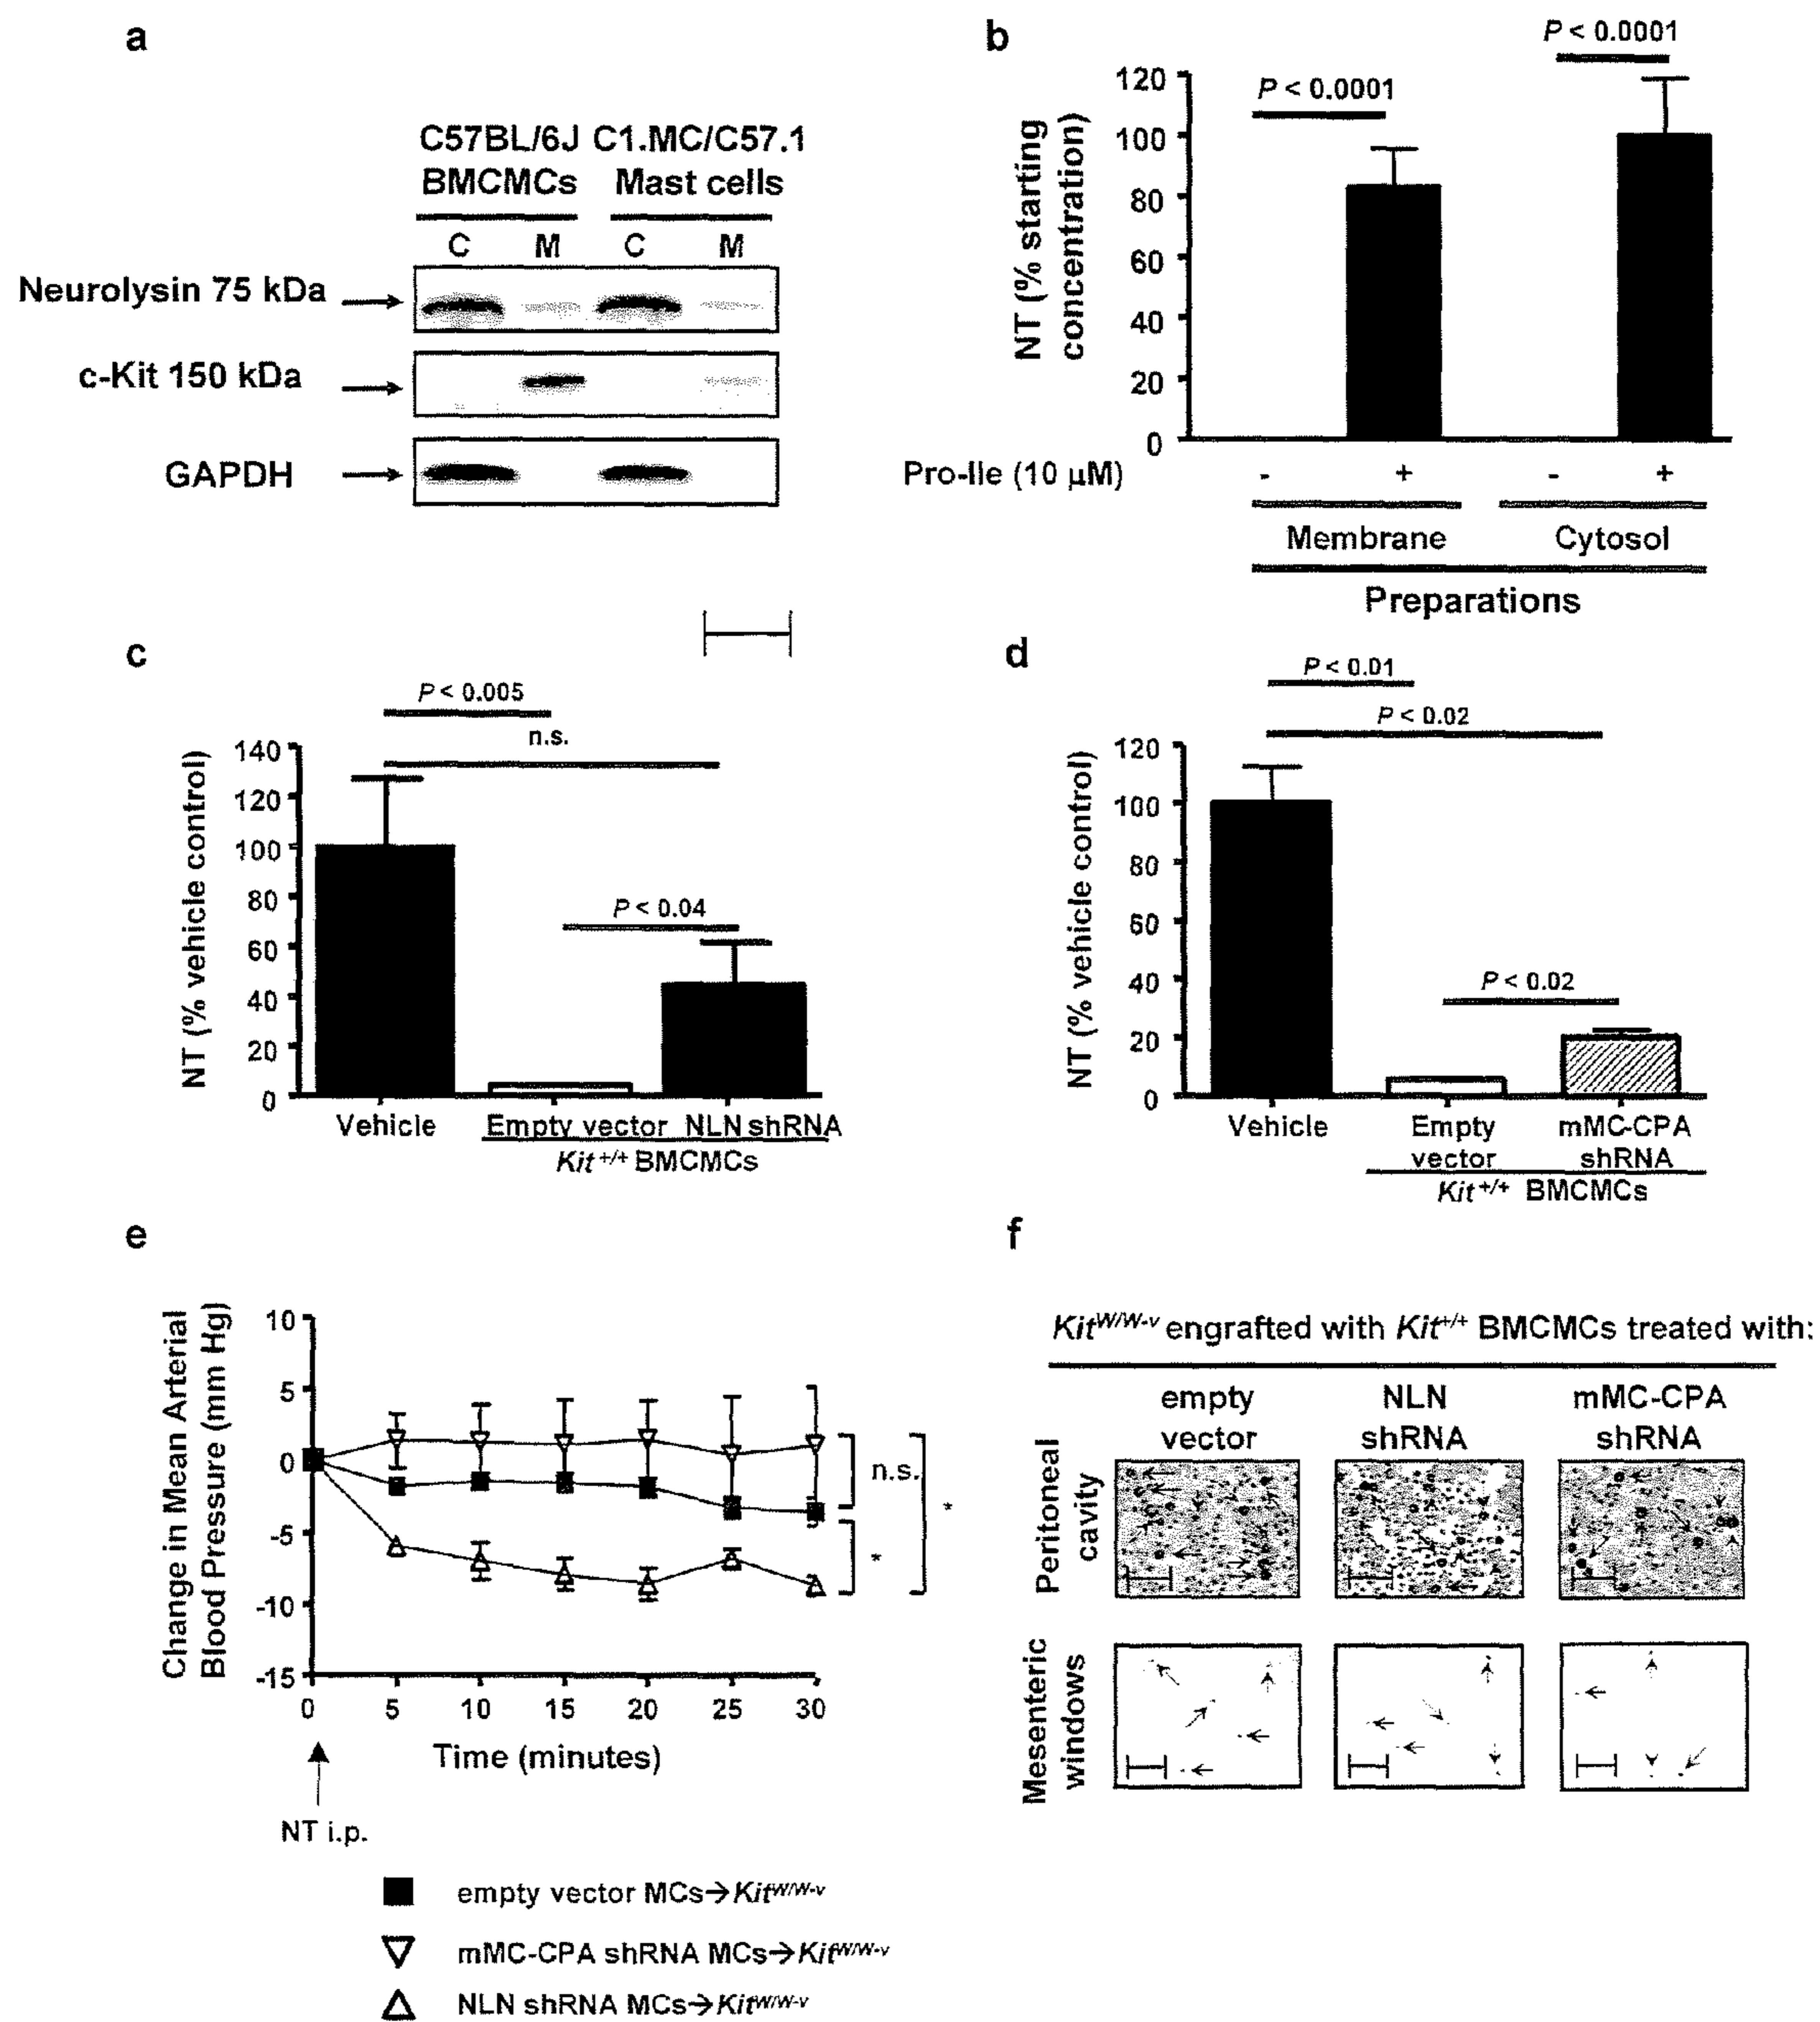 a
C57BL/6J C1.MC/C57.1
BMCMCs Mast cells
C M C M
Neurolysin 75 kDa
c-Kit 150 kDa
GAPDH
b
P < 0.0001
P < 0.0001
NT (% starting
concentration)
120
100
80
60
40
20
0
Pro-Ile (10 µM)
- + - +
Membrane Cytosol
Preparations
c
P < 0.005
n.s.
P < 0.04
NT (% vehicle control)
140
120
100
80
60
40
20
0
Vehicle Empty vector NLN shRNA
Kit+/+ BMCMCs
d
P < 0.01
P < 0.02
P < 0.02
NT (% vehicle control)
120
100
80
60
40
20
0
Vehicle Empty mMC-CPA
vector shRNA
Kit+/+ BMCMCs
e
Change in Mean Arterial
Blood Pressure (mm Hg)
10
5
0
-5
-10
-15
n.s.
*
*
0 5 10 15 20 25 30
Time (minutes)
NT i.p.
empty vector MCs→KitW/W-v
mMC-CPA shRNA MCs→KitW/W-v
NLN shRNA MCs→KitW/W-v
f
KitW/W-v engrafted with Kit+/+ BMCMCs treated with:
empty NLN mMC-CPA
vector shRNA shRNA
Peritoneal
cavity
Mesenteric
windows